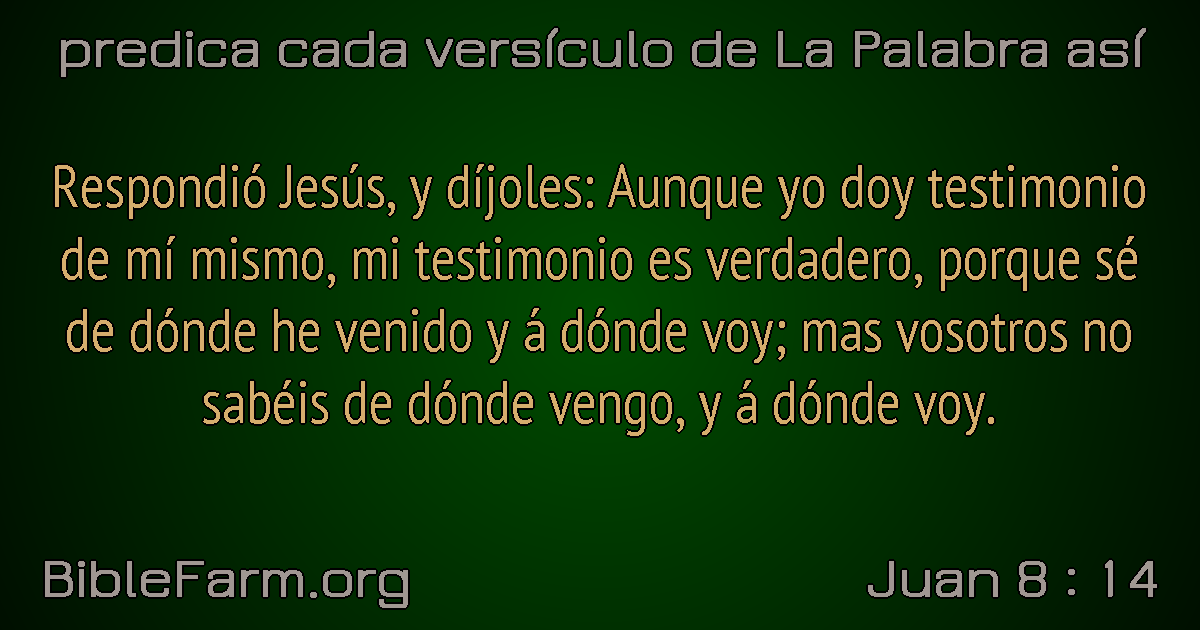 predica cada versículo de La Palabra así
Respondió Jesús, y díjoles: Aunque yo doy testimonio
de mí mismo, mi testimonio es verdadero, porque sé
de dónde he venido y á dónde voy; mas vosotros no
sabéis de dónde vengo, y á dónde voy.
BibleFarm.org
Juan 8 : 14